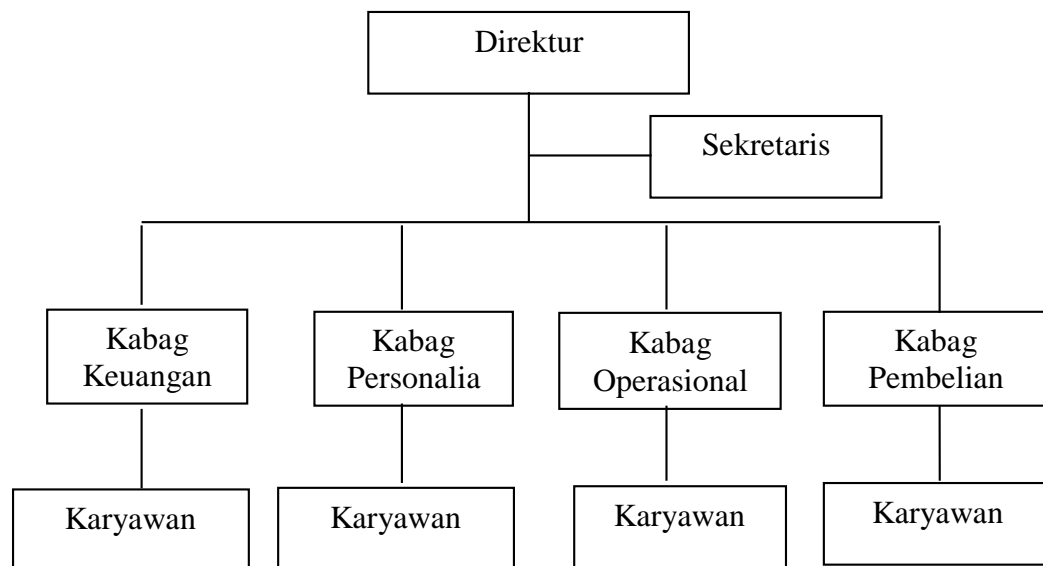 Direktur
Sekretaris
Kabag
Keuangan
Kabag
Personalia
Kabag
Operasional
Kabag
Pembelian
Karyawan
Karyawan
Karyawan
Karyawan